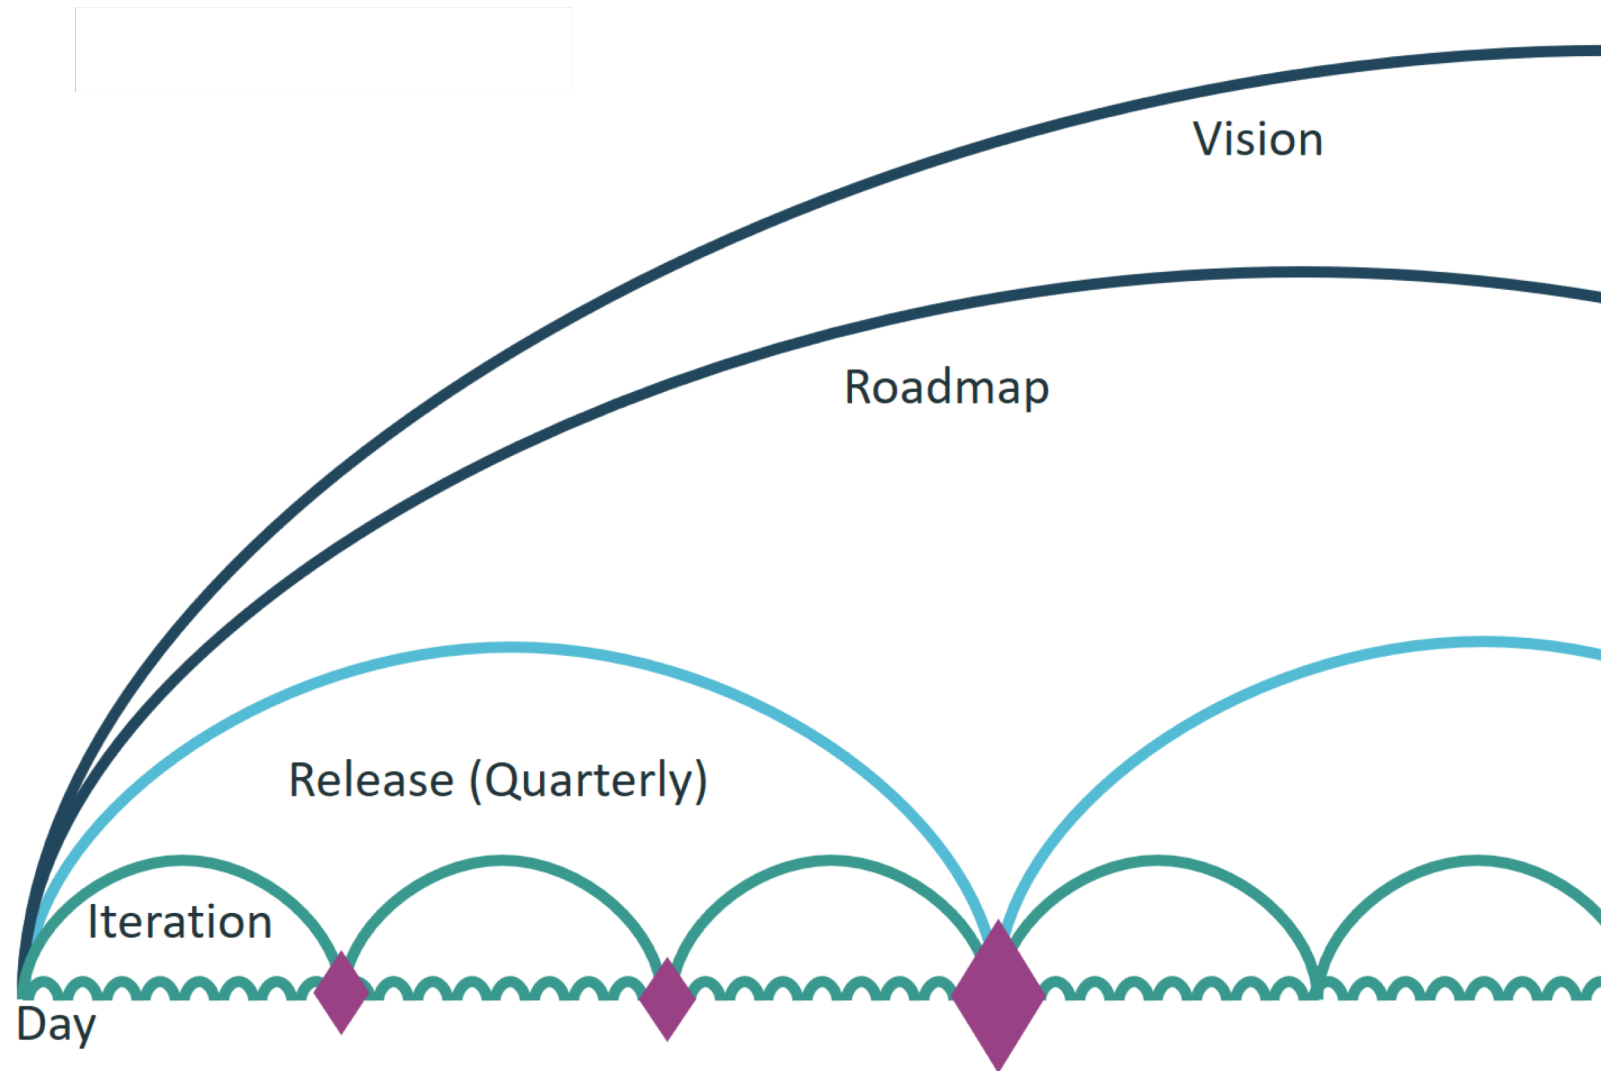 Vision
Roadmap
Release (Quarterly)
Iteration
Day